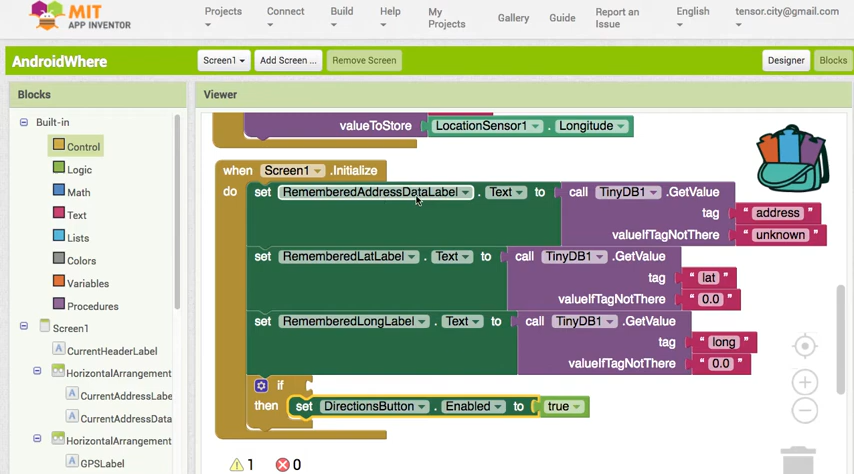 MIT
APP INVENTOR
Projects
Connect
Build
Help
My Projects
Gallery
Guide
Report an Issue
English
tensor.city@gmail.com
AndroidWhere
Screen1
Add Screen ...
Remove Screen
Designer
Blocks
Blocks
Viewer
Built-in
Control
Logic
Math
Text
Lists
Colors
Variables
Procedures
Screen1
CurrentHeaderLabel
HorizontalArrangement
CurrentAddressLabe
CurrentAddressData
HorizontalArrangement
GPSLabel
valueToStore LocationSensor1 . Longitude
when Screen1 .Initialize
do set RememberedAddressDataLabel . Text to call TinyDB1 .GetValue
tag " address "
valueIfTagNotThere " unknown "
set RememberedLatLabel . Text to call TinyDB1 .GetValue
tag " lat "
valueIfTagNotThere " 0.0 "
set RememberedLongLabel . Text to call TinyDB1 .GetValue
tag " long "
valueIfTagNotThere " 0.0 "
if
then set DirectionsButton . Enabled to true
1 0